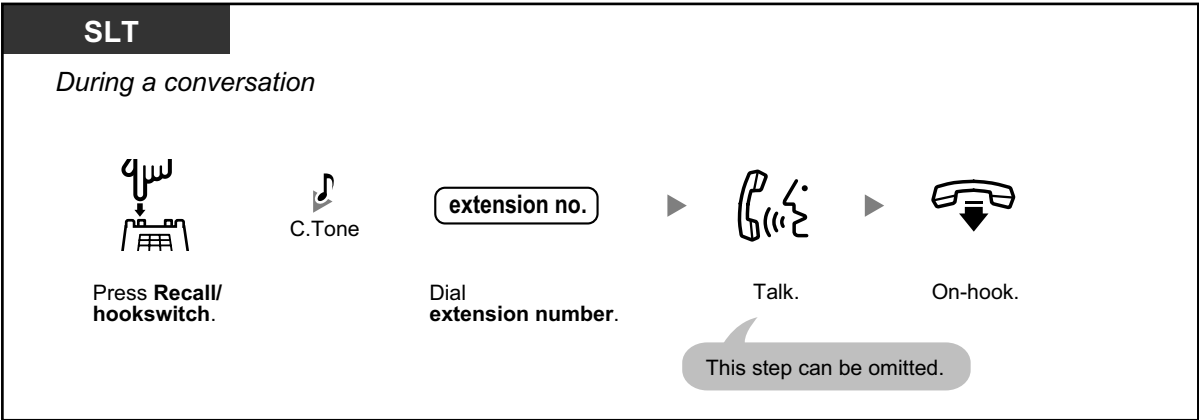 SLT
During a conversation
C.Tone
extension no.
Press Recall/
hookswitch.
Dial
extension number.
Talk.
On-hook.
This step can be omitted.